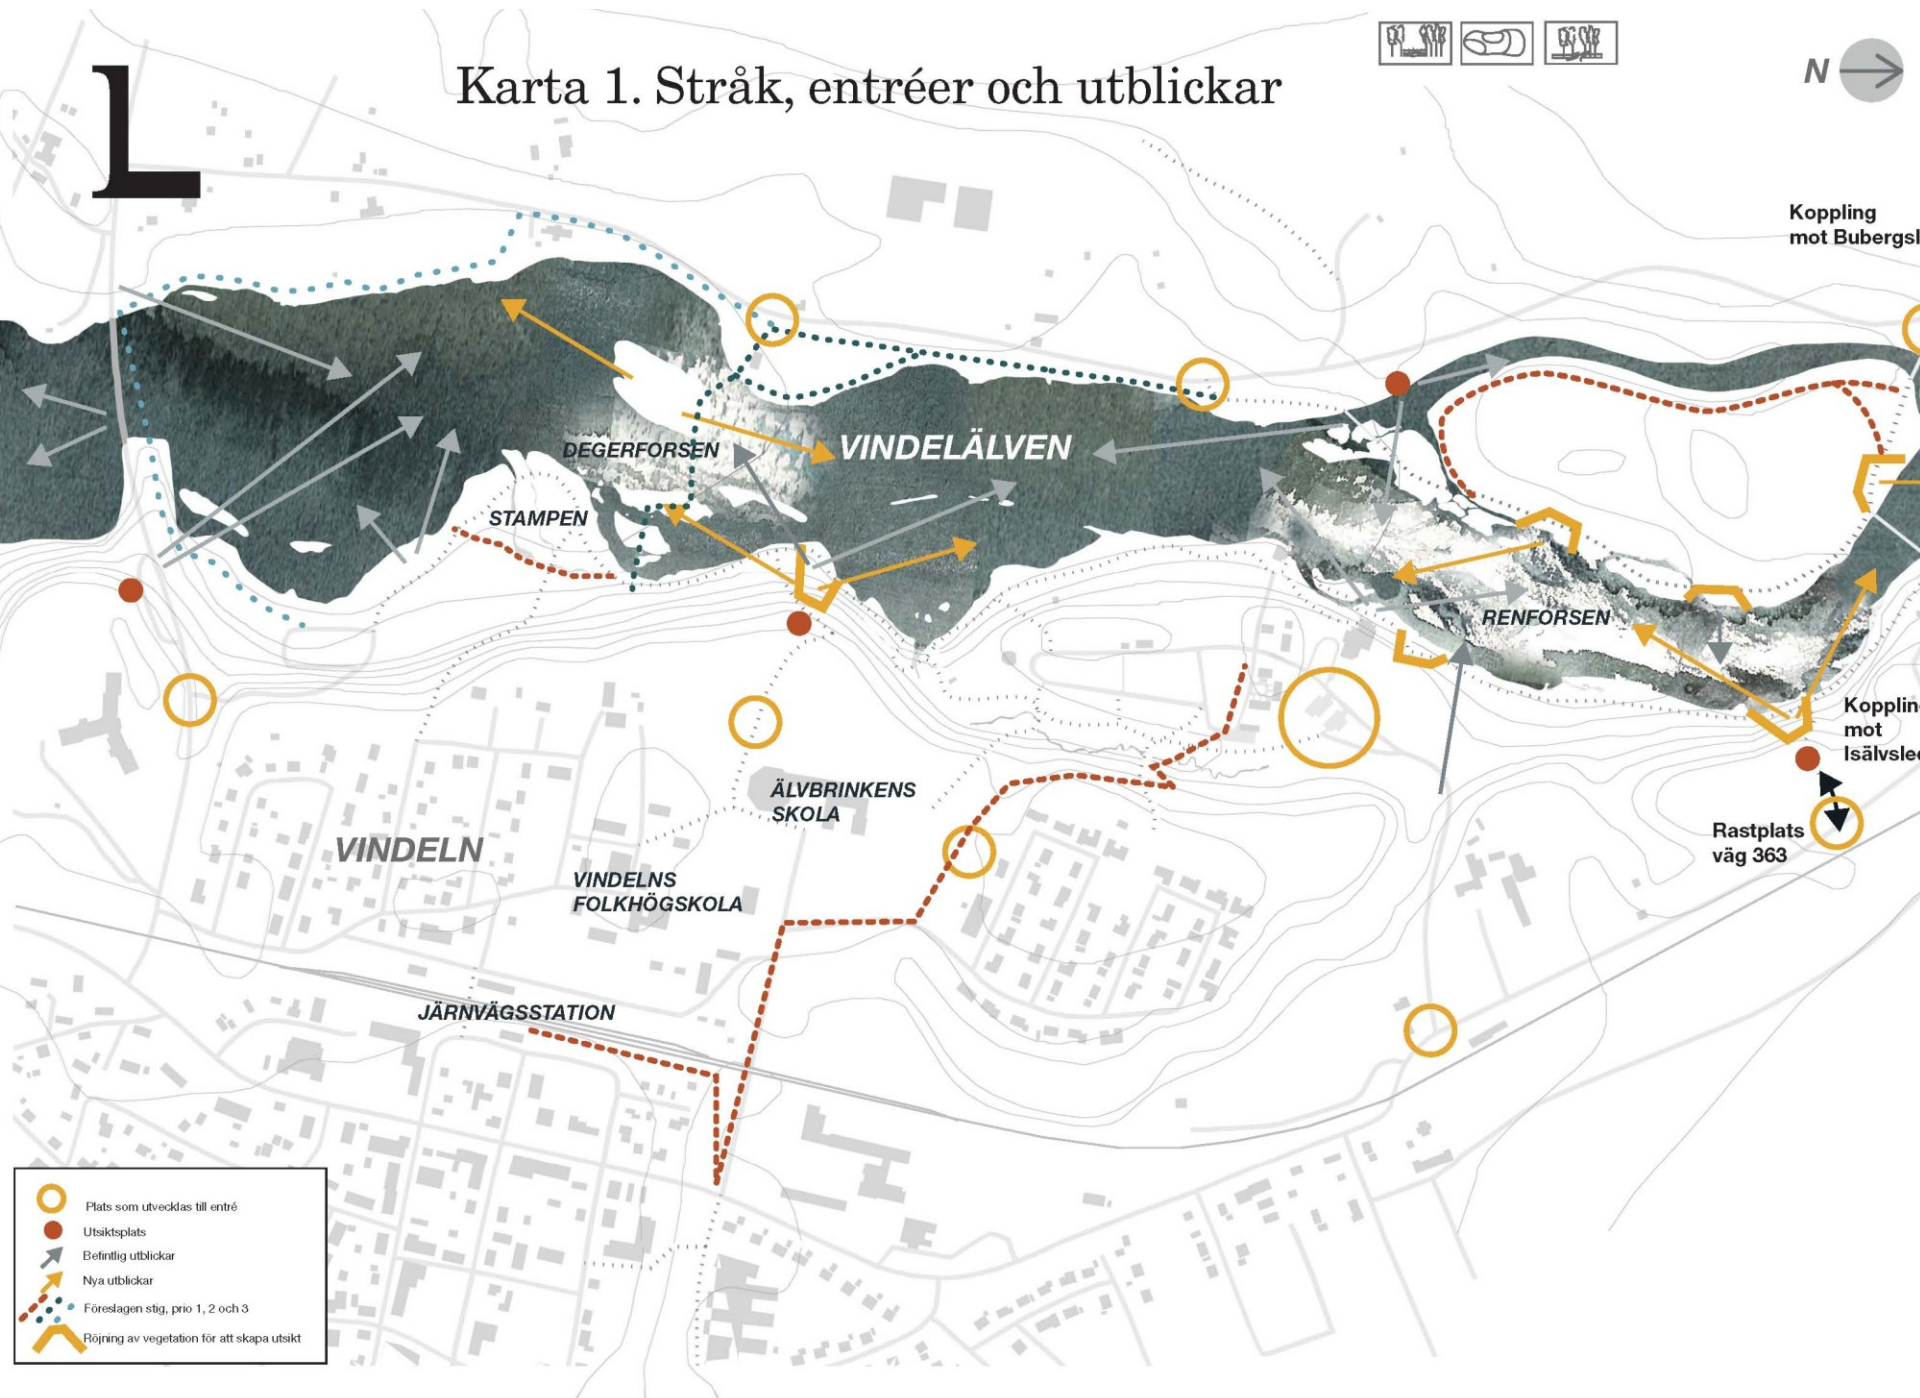 Karta 1. Stråk, entréer och utblickar
N
Koppling
mot Bubergsl
DEGERFORSEN
VINDELÄLVEN
STAMPEN
RENFORSEN
Kopplin
mot
Isälvsle
ÄLVBRINKENS
SKOLA
VINDELN
Rastplats
väg 363
VINDELNS
FOLKHÖGSKOLA
JÄRNVÄGSSTATION
Plats som utvecklas till entré
Utsiktsplats
Befintlig utblickar
Nya utblickar
Föreslagen stig, prio 1, 2 och 3
Röjning av vegetation för att skapa utsikt